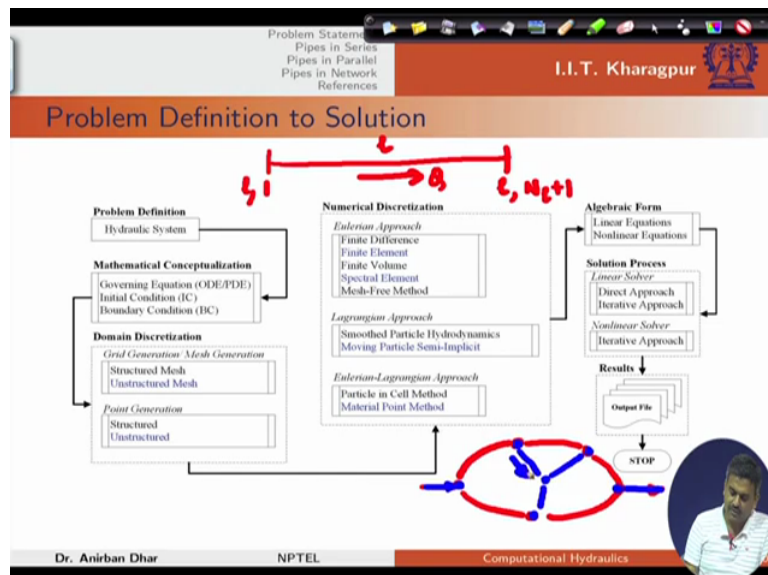 Problem Stateme
Pipes in Series
Pipes in Parallel
Pipes in Network
References
I.I.T. Kharagpur
Problem Definition to Solution
l
l, 1
Q
l, Nl+1
Problem Definition
Hydraulic System
Mathematical Conceptualization
Governing Equation (ODE/PDE)
Initial Condition (IC)
Boundary Condition (BC)
Domain Discretization
Grid Generation/ Mesh Generation
Structured Mesh
Unstructured Mesh
Point Generation
Structured
Unstructured
Numerical Discretization
Eulerian Approach
Finite Difference
Finite Element
Finite Volume
Spectral Element
Mesh-Free Method
Lagrangian Approach
Smoothed Particle Hydrodynamics
Moving Particle Semi-Implicit
Eulerian-Lagrangian Approach
Particle in Cell Method
Material Point Method
Algebraic Form
Linear Equations
Nonlinear Equations
Solution Process
Linear Solver
Direct Approach
Iterative Approach
Nonlinear Solver
Iterative Approach
Results
Output File
STOP
Dr. Anirban Dhar
NPTEL
Computational Hydraulics